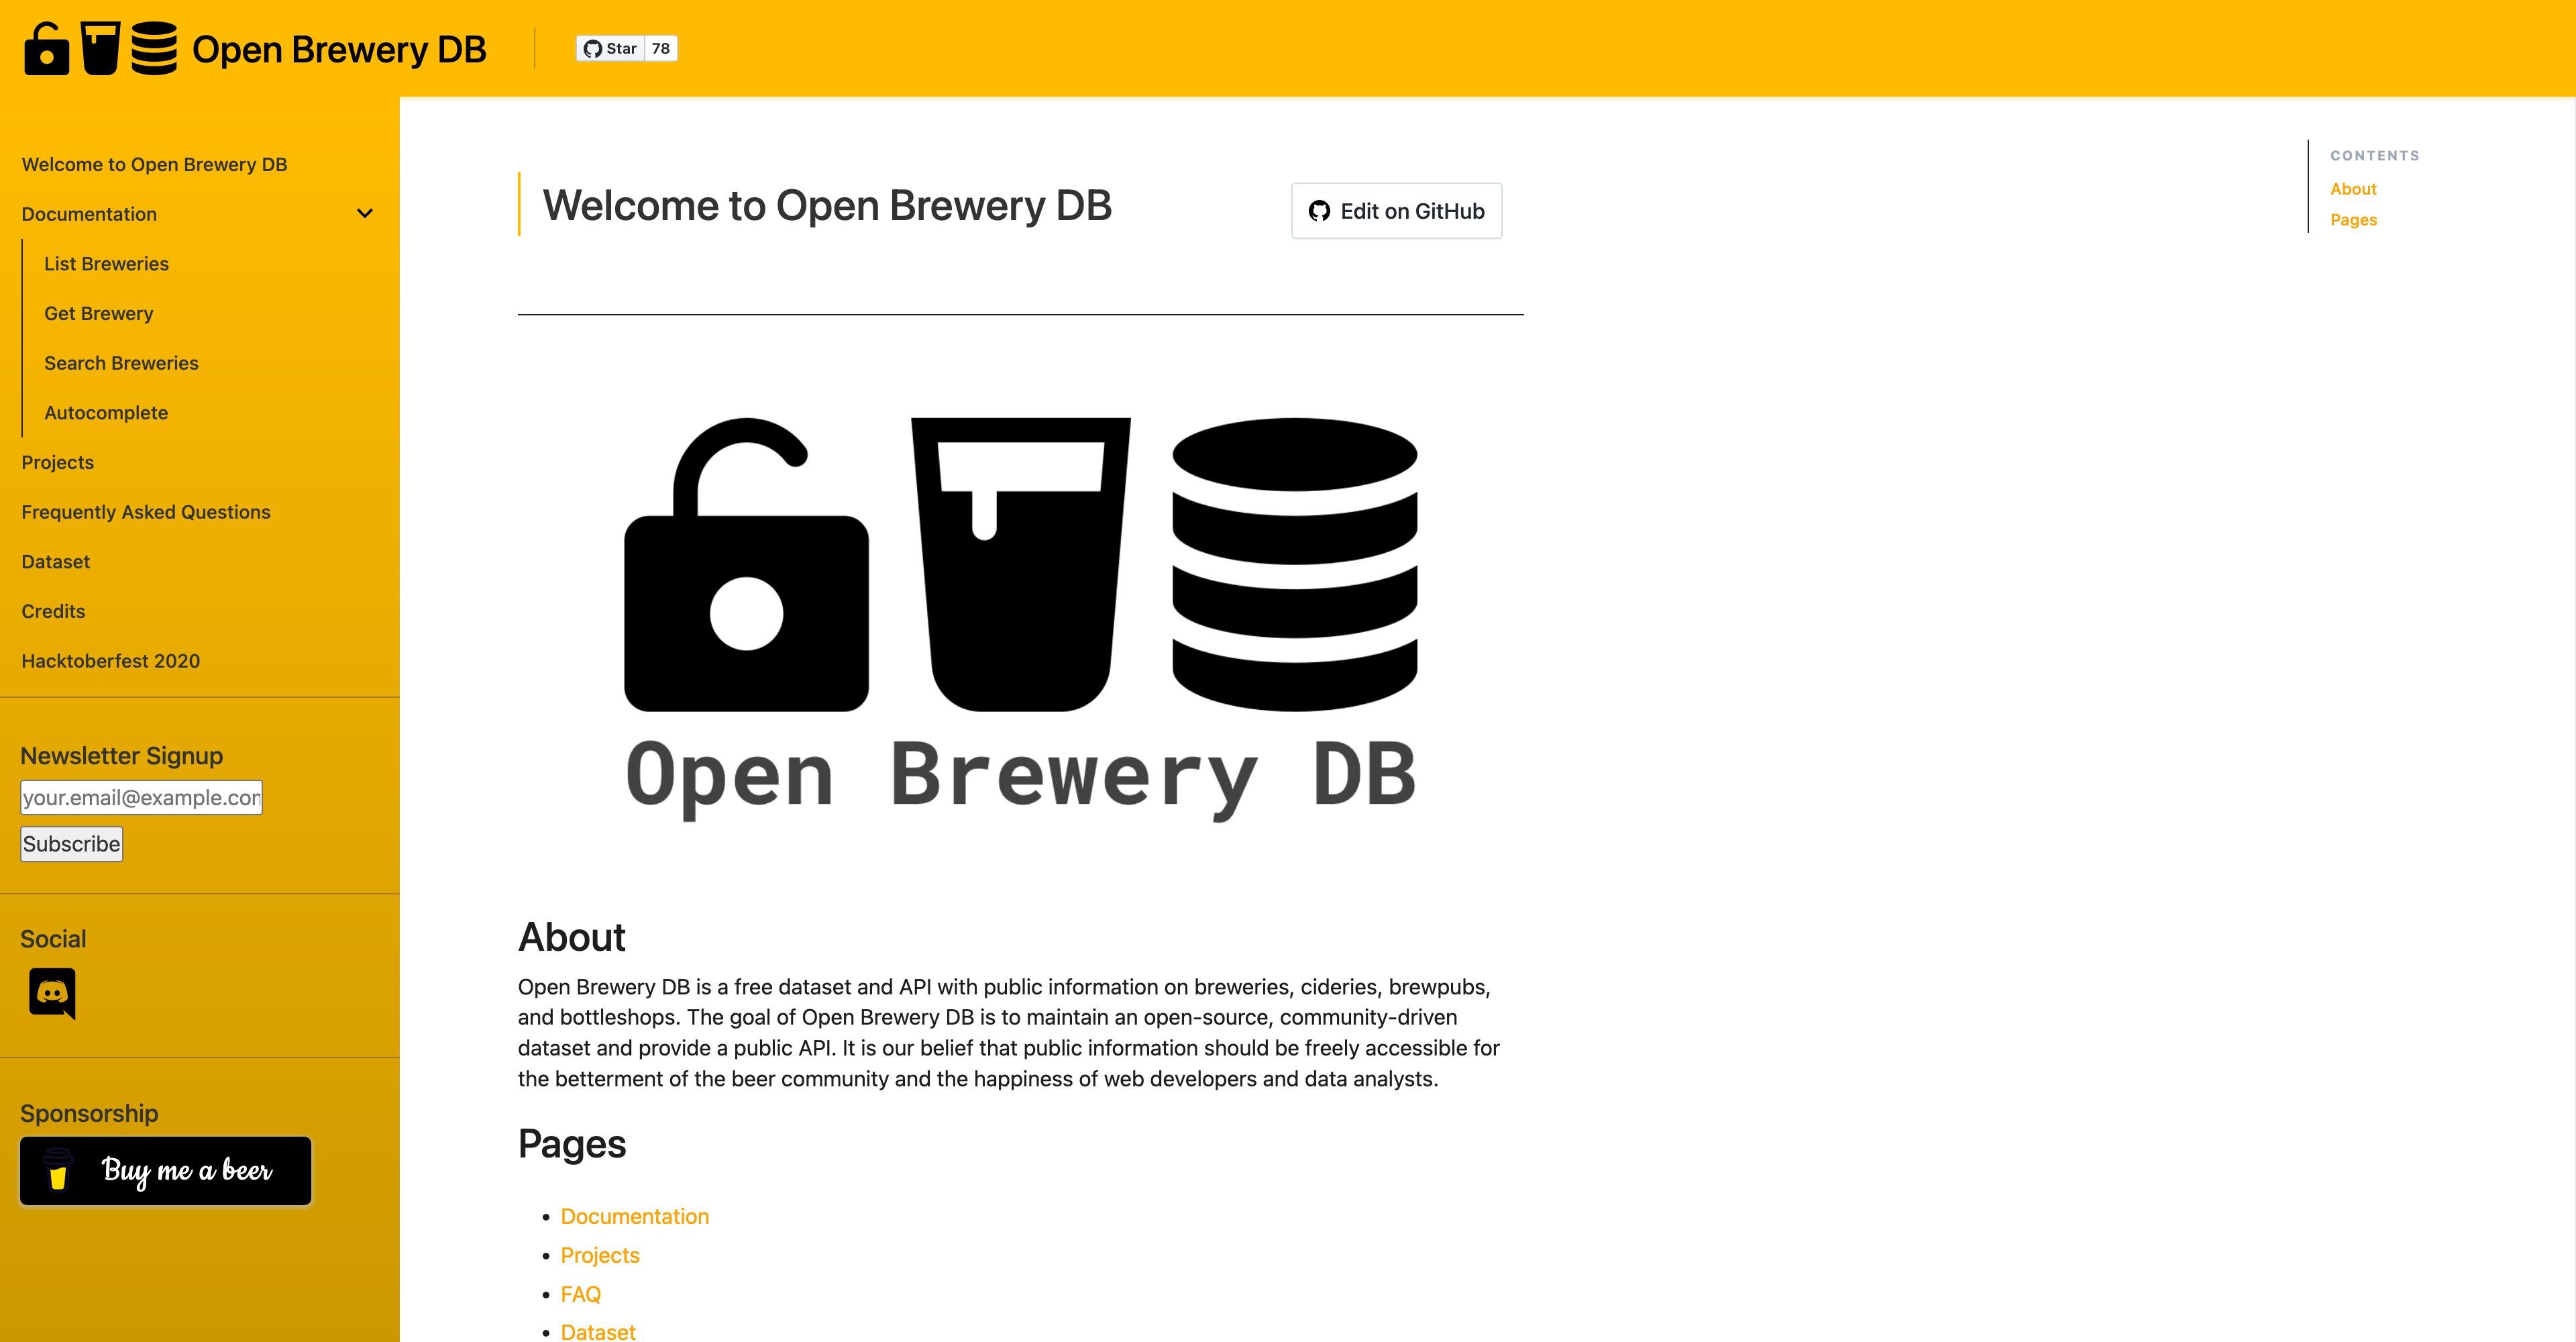 Open Brewery DB
Star 78
Welcome to Open Brewery DB
Documentation
List Breweries
Get Brewery
Search Breweries
Autocomplete
Projects
Frequently Asked Questions
Dataset
Credits
Hacktoberfest 2020
Newsletter Signup
your.email@example.cor
Subscribe
Social
Sponsorship
Buy me a beer
Welcome to Open Brewery DB
Edit on GitHub
Open Brewery DB
About
Open Brewery DB is a free dataset and API with public information on breweries, cideries, brewpubs,
and bottleshops. The goal of Open Brewery DB is to maintain an open-source, community-driven
dataset and provide a public API. It is our belief that public information should be freely accessible for
the betterment of the beer community and the happiness of web developers and data analysts.
Pages
Documentation
Projects
FAQ
Dataset
CONTENTS
About
Pages